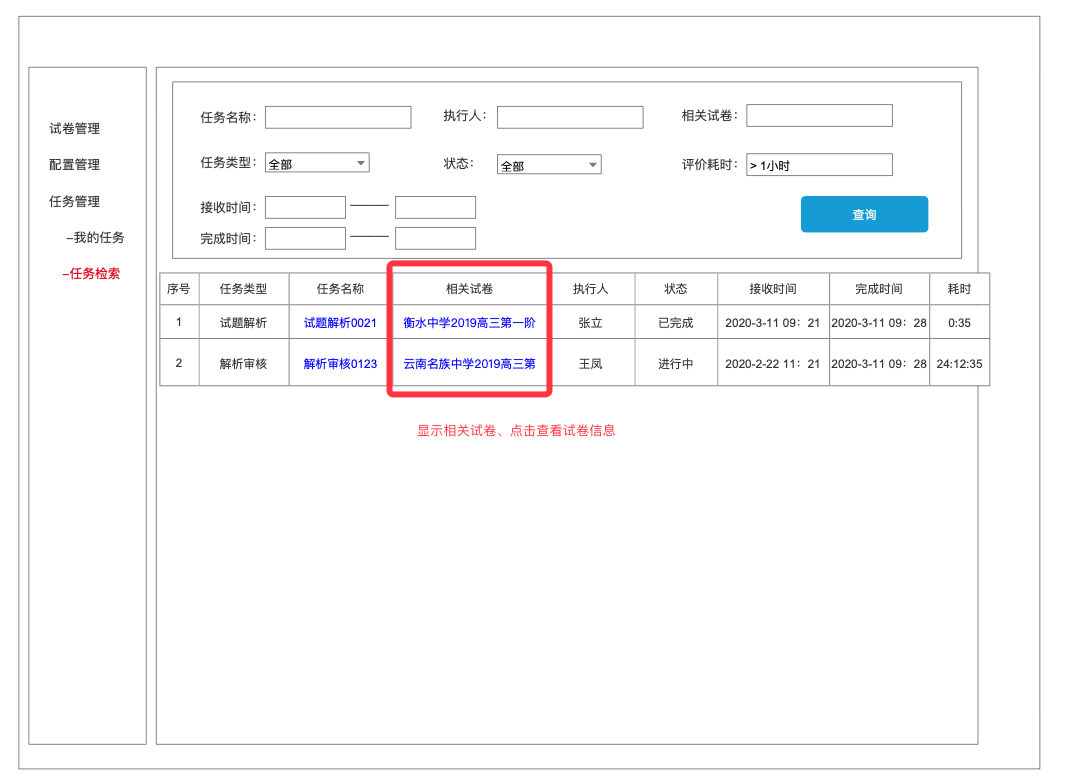 试卷管理
配置管理
任务管理
–我的任务
–任务检索
任务名称：
执行人：
相关试卷：
任务类型：
全部
状态：
全部
评价耗时：
> 1小时
接收时间：
查询
完成时间：
序号 任务类型 任务名称 相关试卷 执行人 状态 接收时间 完成时间 耗时
1 试题解析 试题解析0021 衡水中学2019高三第一阶 张立 已完成 2020-3-11 09：21 2020-3-11 09：28 0:35
2 解析审核 解析审核0123 云南名族中学2019高三第 王凤 进行中 2020-2-22 11：21 2020-3-11 09：28 24:12:35
显示相关试卷、点击查看试卷信息